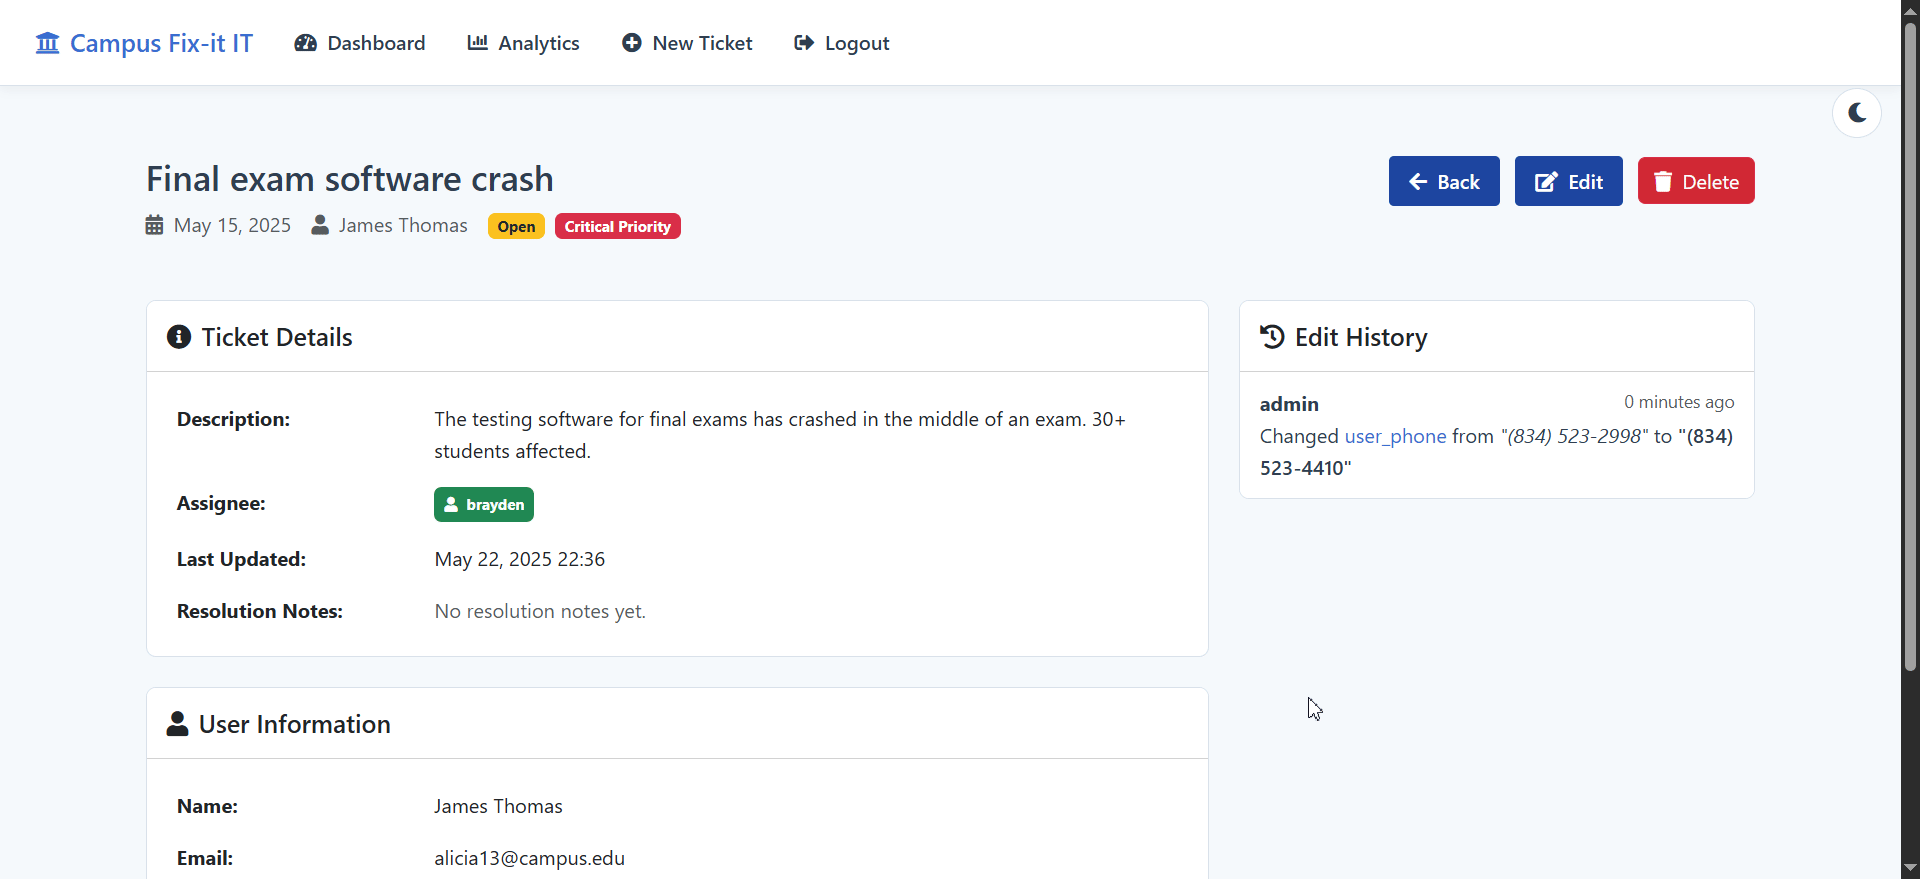 Campus Fix-it IT Dashboard Analytics New Ticket Logout
Final exam software crash
Back Edit Delete
May 15, 2025 James Thomas Open Critical Priority
Ticket Details
Description: The testing software for final exams has crashed in the middle of an exam. 30+
students affected.
Assignee: brayden
Last Updated: May 22, 2025 22:36
Resolution Notes: No resolution notes yet.
Edit History
admin 0 minutes ago
Changed user_phone from "(834) 523-2998" to "(834)
523-4410"
User Information
Name: James Thomas
Email: alicia13@campus.edu